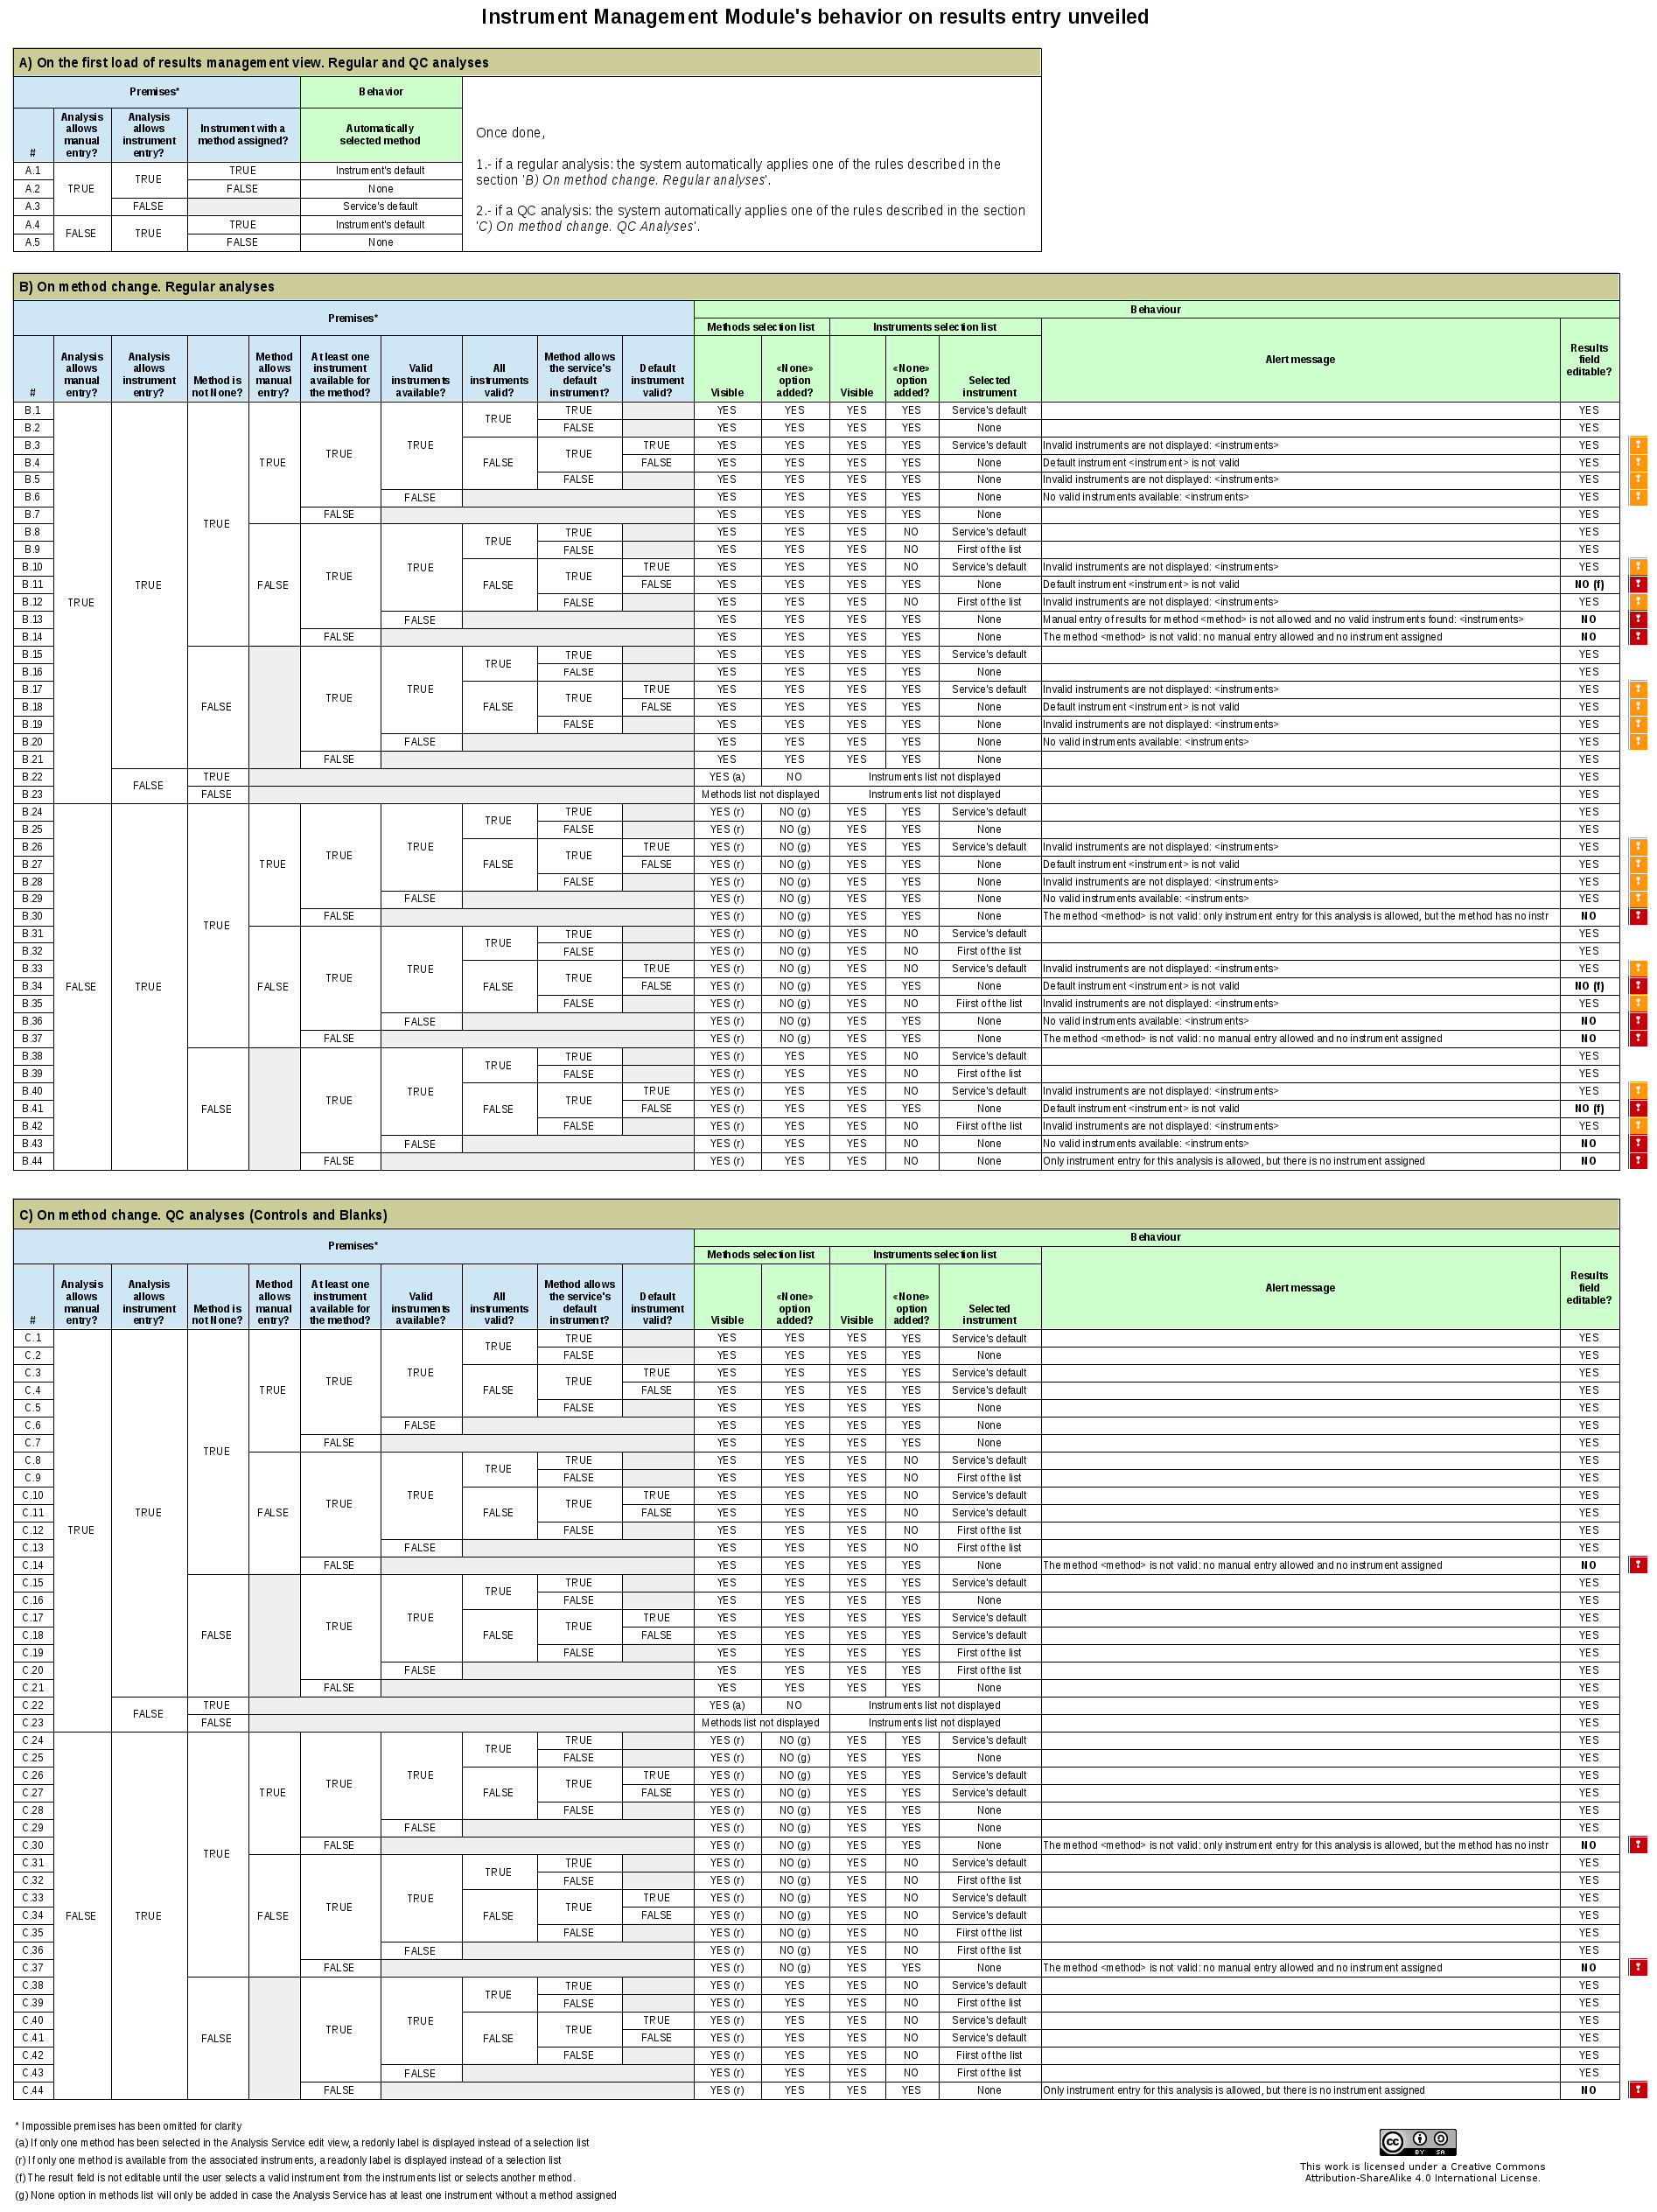 Instrument Management Module's behavior on results entry unveiled
A) On the first load of results management view. Regular and QC analyses
Premises* Behavior
# Analysis allows manual entry? Analysis allows instrument entry? Instrument with a method assigned? Automatically selected method
A.1 TRUE TRUE TRUE Instrument's default
A.2 FALSE None
A.3 FALSE Service's default
A.4 FALSE TRUE TRUE Instrument's default
A.5 FALSE None
Once done,
1.- if a regular analysis: the system automatically applies one of the rules described in the
section 'B) On method change. Regular analyses'.
2.- if a QC analysis: the system automatically applies one of the rules described in the section
'C) On method change. QC Analyses'.
B) On method change. Regular analyses
Premises* Behaviour
Methods selection list Instruments selection list
# Analysis allows manual entry? Analysis allows instrument entry? Method is not None? Method allows manual entry? At least one instrument available for the method? Valid instruments available? All instruments valid? Method allows the service's default instrument? Default instrument valid? Visible «None» option added? Visible «None» option added? Selected instrument Alert message Results field editable?
B.1 TRUE TRUE TRUE TRUE TRUE TRUE TRUE TRUE YES YES YES YES Service's default YES
B.2 FALSE YES YES YES YES None YES
B.3 FALSE TRUE TRUE YES YES YES YES Service's default Invalid instruments are not displayed: <instruments> YES
B.4 FALSE YES YES YES YES None Default instrument <instrument> is not valid YES
B.5 FALSE YES YES YES YES None Invalid instruments are not displayed: <instruments> YES
B.6 FALSE YES YES YES YES None No valid instruments available: <instruments> YES
B.7 FALSE YES YES YES YES None YES
B.8 FALSE TRUE TRUE TRUE TRUE YES YES YES NO Service's default YES
B.9 FALSE YES YES YES NO First of the list YES
B.10 FALSE TRUE TRUE YES YES YES NO Service's default Invalid instruments are not displayed: <instruments> YES
B.11 FALSE YES YES YES YES None Default instrument <instrument> is not valid NO (f)
B.12 FALSE YES YES YES NO First of the list Invalid instruments are not displayed: <instruments> YES
B.13 FALSE YES YES YES YES None Manual entry of results for method <method> is not allowed and no valid instruments found: <instruments> NO
B.14 FALSE YES YES YES YES None The method <method> is not valid: no manual entry allowed and no instrument assigned NO
B.15 FALSE TRUE TRUE TRUE TRUE YES YES YES YES Service's default YES
B.16 FALSE YES YES YES YES None YES
B.17 FALSE TRUE TRUE YES YES YES YES Service's default Invalid instruments are not displayed: <instruments> YES
B.18 FALSE YES YES YES YES None Default instrument <instrument> is not valid YES
B.19 FALSE YES YES YES YES None Invalid instruments are not displayed: <instruments> YES
B.20 FALSE YES YES YES YES None No valid instruments available: <instruments> YES
B.21 FALSE YES YES YES YES None YES
B.22 FALSE TRUE YES (a) NO Instruments list not displayed YES
B.23 FALSE Methods list not displayed Instruments list not displayed YES
B.24 FALSE TRUE TRUE TRUE TRUE TRUE TRUE TRUE YES (r) NO (g) YES YES Service's default YES
B.25 FALSE YES (r) NO (g) YES YES None YES
B.26 FALSE TRUE TRUE YES (r) NO (g) YES YES Service's default Invalid instruments are not displayed: <instruments> YES
B.27 FALSE YES (r) NO (g) YES YES None Default instrument <instrument> is not valid YES
B.28 FALSE YES (r) NO (g) YES YES None Invalid instruments are not displayed: <instruments> YES
B.29 FALSE YES (r) NO (g) YES YES None No valid instruments available: <instruments> YES
B.30 FALSE YES (r) NO (g) YES YES None The method <method> is not valid: only instrument entry for this analysis is allowed, but the method has no instr NO
B.31 FALSE TRUE TRUE TRUE TRUE YES (r) NO (g) YES NO Service's default YES
B.32 FALSE YES (r) NO (g) YES NO First of the list YES
B.33 FALSE TRUE TRUE YES (r) NO (g) YES NO Service's default Invalid instruments are not displayed: <instruments> YES
B.34 FALSE YES (r) NO (g) YES YES None Default instrument <instrument> is not valid NO (f)
B.35 FALSE YES (r) NO (g) YES NO Fiirst of the list Invalid instruments are not displayed: <instruments> YES
B.36 FALSE YES (r) NO (g) YES YES None No valid instruments available: <instruments> NO
B.37 FALSE YES (r) NO (g) YES YES None The method <method> is not valid: no manual entry allowed and no instrument assigned NO
B.38 FALSE TRUE TRUE TRUE TRUE YES (r) YES YES NO Service's default YES
B.39 FALSE YES (r) YES YES NO First of the list YES
B.40 FALSE TRUE TRUE YES (r) YES YES NO Service's default Invalid instruments are not displayed: <instruments> YES
B.41 FALSE YES (r) YES YES YES None Default instrument <instrument> is not valid NO (f)
B.42 FALSE YES (r) YES YES NO Fiirst of the list Invalid instruments are not displayed: <instruments> YES
B.43 FALSE YES (r) YES YES NO None No valid instruments available: <instruments> NO
B.44 FALSE YES (r) YES YES NO None Only instrument entry for this analysis is allowed, but there is no instrument assigned NO
C) On method change. QC analyses (Controls and Blanks)
Premises* Behaviour
Methods selection list Instruments selection list
# Analysis allows manual entry? Analysis allows instrument entry? Method is not None? Method allows manual entry? At least one instrument available for the method? Valid instruments available? All instruments valid? Method allows the service's default instrument? Default instrument valid? Visible «None» option added? Visible «None» option added? Selected instrument Alert message Results field editable?
C.1 TRUE TRUE TRUE TRUE TRUE TRUE TRUE TRUE YES YES YES YES Service's default YES
C.2 FALSE YES YES YES YES None YES
C.3 FALSE TRUE TRUE YES YES YES YES Service's default YES
C.4 FALSE YES YES YES YES Service's default YES
C.5 FALSE YES YES YES YES None YES
C.6 FALSE YES YES YES YES None YES
C.7 FALSE YES YES YES YES None YES
C.8 FALSE TRUE TRUE TRUE TRUE YES YES YES NO Service's default YES
C.9 FALSE YES YES YES NO First of the list YES
C.10 FALSE TRUE TRUE YES YES YES NO Service's default YES
C.11 FALSE YES YES YES NO Service's default YES
C.12 FALSE YES YES YES NO First of the list YES
C.13 FALSE YES YES YES NO First of the list YES
C.14 FALSE YES YES YES YES None The method <method> is not valid: no manual entry allowed and no instrument assigned NO
C.15 FALSE TRUE TRUE TRUE TRUE YES YES YES YES Service's default YES
C.16 FALSE YES YES YES YES None YES
C.17 FALSE TRUE TRUE YES YES YES YES Service's default YES
C.18 FALSE YES YES YES YES Service's default YES
C.19 FALSE YES YES YES YES First of the list YES
C.20 FALSE YES YES YES YES First of the list YES
C.21 FALSE YES YES YES YES None YES
C.22 FALSE TRUE YES (a) NO Instruments list not displayed YES
C.23 FALSE Methods list not displayed Instruments list not displayed YES
C.24 FALSE TRUE TRUE TRUE TRUE TRUE TRUE TRUE YES (r) NO (g) YES YES Service's default YES
C.25 FALSE YES (r) NO (g) YES YES None YES
C.26 FALSE TRUE TRUE YES (r) NO (g) YES YES Service's default YES
C.27 FALSE YES (r) NO (g) YES YES Service's default YES
C.28 FALSE YES (r) NO (g) YES YES None YES
C.29 FALSE YES (r) NO (g) YES YES None YES
C.30 FALSE YES (r) NO (g) YES YES None The method <method> is not valid: only instrument entry for this analysis is allowed, but the method has no instr NO
C.31 FALSE TRUE TRUE TRUE TRUE YES (r) NO (g) YES NO Service's default YES
C.32 FALSE YES (r) NO (g) YES NO First of the list YES
C.33 FALSE TRUE TRUE YES (r) NO (g) YES NO Service's default YES
C.34 FALSE YES (r) NO (g) YES NO Service's default YES
C.35 FALSE YES (r) NO (g) YES NO Fiirst of the list YES
C.36 FALSE YES (r) NO (g) YES NO First of the list YES
C.37 FALSE YES (r) NO (g) YES YES None The method <method> is not valid: no manual entry allowed and no instrument assigned NO
C.38 FALSE TRUE TRUE TRUE TRUE YES (r) YES YES NO Service's default YES
C.39 FALSE YES (r) YES YES NO First of the list YES
C.40 FALSE TRUE TRUE YES (r) YES YES NO Service's default YES
C.41 FALSE YES (r) YES YES NO Service's default YES
C.42 FALSE YES (r) YES YES NO Fiirst of the list YES
C.43 FALSE YES (r) YES YES NO First of the list YES
C.44 FALSE YES (r) YES YES YES None Only instrument entry for this analysis is allowed, but there is no instrument assigned NO
* Impossible premises has been omitted for clarity
(a) If only one method has been selected in the Analysis Service edit view, a redonly label is displayed instead of a selection list
(r) If only one method is available from the associated instruments, a readonly label is displayed instead of a selection list
(f) The result field is not editable until the user selects a valid instrument from the instruments list or selects another method.
(g) None option in methods list will only be added in case the Analysis Service has at least one instrument without a method assigned
cc BY SA
This work is licensed under a Creative Commons
Attribution-ShareAlike 4.0 International License.